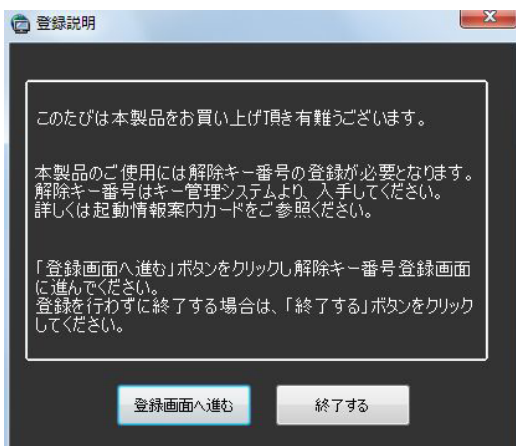 登録説明
このたびは本製品をお買い上げ頂き有難うございます。
本製品のご使用には解除キー番号の登録が必要となります。
解除キー番号はキー管理システムより、入手してください。
詳しくは起動情報案内カードをご参照ください。
「登録画面へ進む」ボタンをクリックし解除キー番号登録画面
に進んでください。
登録を行わずに終了する場合は、「終了する」ボタンをクリック
してください。
登録画面へ進む
終了する